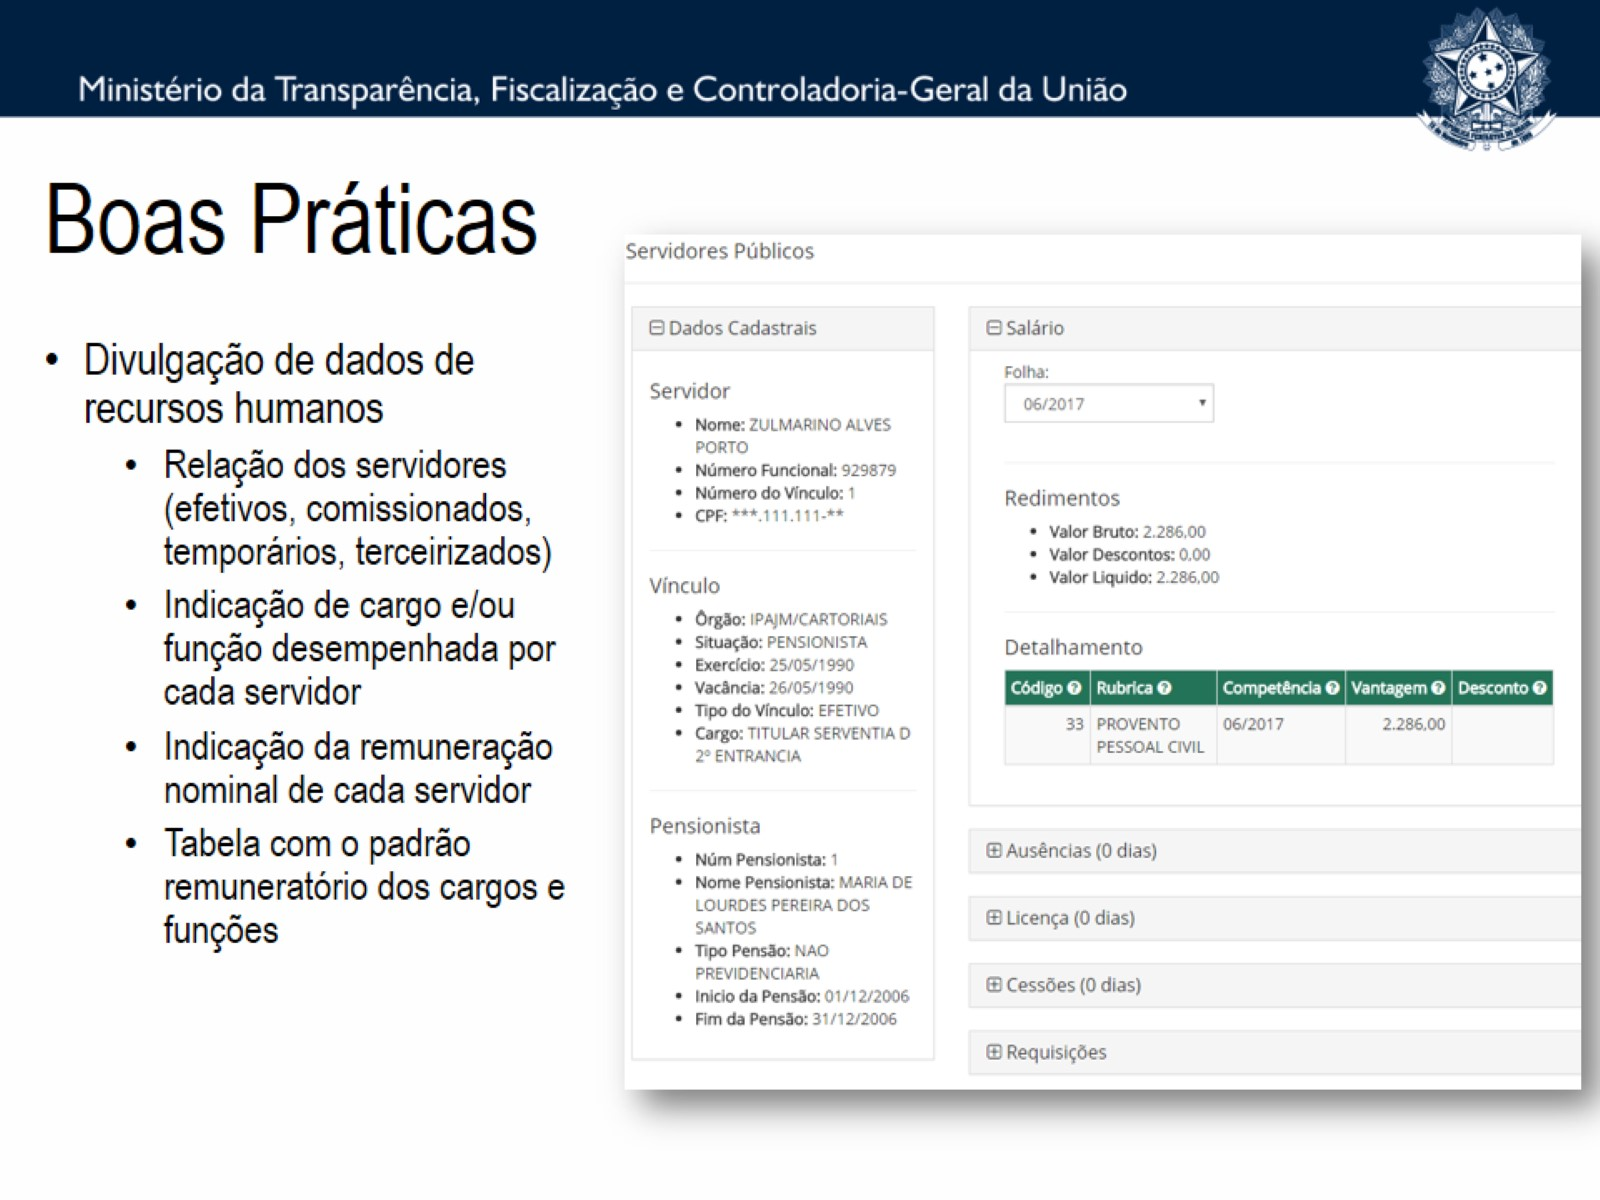 Ministério da Transparência, Fiscalização e Controladoria-Geral da União
Boas Práticas
• Divulgação de dados de
recursos humanos
• Relação dos servidores
(efetivos, comissionados,
temporários, terceirizados)
• Indicação de cargo e/ou
função desempenhada por
cada servidor
• Indicação da remuneração
nominal de cada servidor
• Tabela com o padrão
remuneratório dos cargos e
funções
Servidores Públicos
Dados Cadastrais
Servidor
• Nome: ZULMARINO ALVES
PORTO
• Número Funcional: 929879
• Número do Vínculo: 1
• CPF: ***.111.111-**
Vínculo
• Ôrgão: IPAJM/CARTORIAIS
• Situação: PENSIONISTA
• Exercício: 25/05/1990
• Vacância: 26/05/1990
• Tipo do Vínculo: EFETIVO
• Cargo: TITULAR SERVENTIA D
2º ENTRANCIA
Pensionista
• Núm Pensionista: 1
• Nome Pensionista: MARIA DE
LOURDES PEREIRA DOS
SANTOS
• Tipo Pensão: NAO
PREVIDENCIARIA
• Inicio da Pensão: 01/12/2006
• Fim da Pensão: 31/12/2006
Salário
Folha:
06/2017
Redimentos
• Valor Bruto: 2.286,00
• Valor Descontos: 0,00
• Valor Liquido: 2.286,00
Detalhamento
Código Rubrica Competência Vantagem Desconto
33 PROVENTO 06/2017 2.286,00
PESSOAL CIVIL
Ausências (0 dias)
Licença (0 dias)
Cessões (0 dias)
Requisições